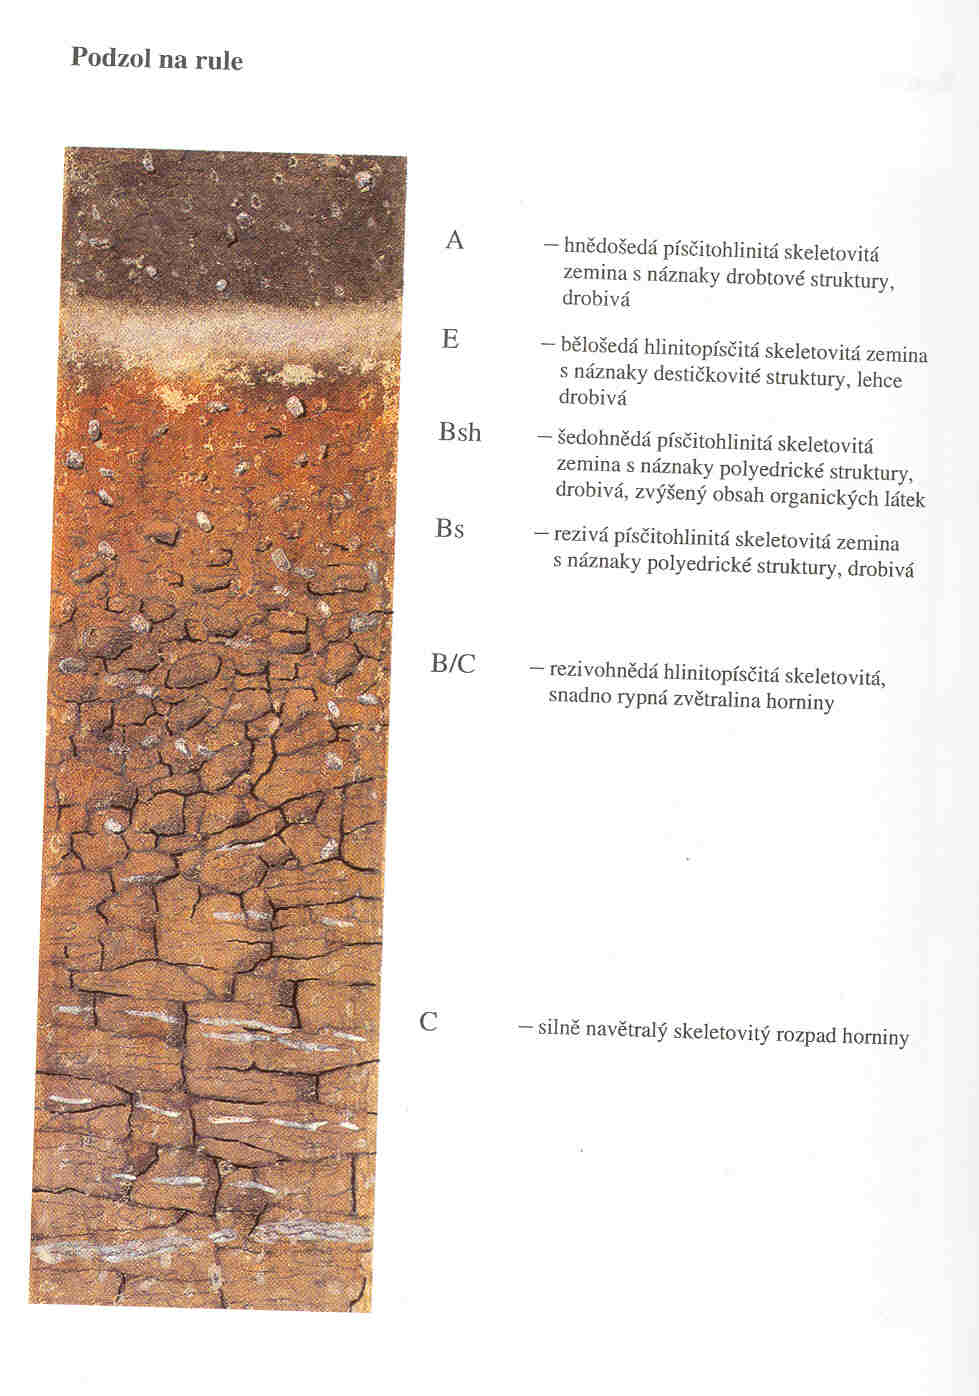 Podzol na rule
A – hnědošedá písčitohlinitá skeletovitá
zemina s náznaky drobtové struktury,
drobivá
E – bělošedá hlinitopísčitá skeletovitá zemina
s náznaky destičkovité struktury, lehce
drobivá
Bsh – šedohnědá písčitohlinitá skeletovitá
zemina s náznaky polyedrické struktury,
drobivá, zvýšený obsah organických látek
Bs – rezivá písčitohlinitá skeletovitá zemina
s náznaky polyedrické struktury, drobivá
B/C – rezivohnědá hlinitopísčitá skeletovitá,
snadno rypná zvětralina horniny
C – silně navětralý skeletovitý rozpad horniny